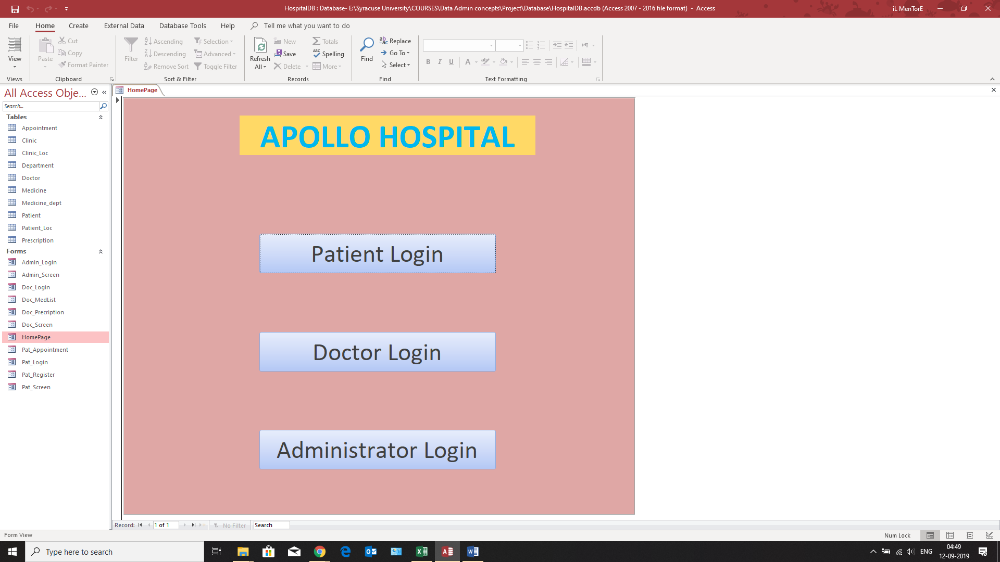 HospitalDB : Database- E:\Syracuse University\COURSES\Data Admin concepts\Project\Database\HospitalDB.accdb (Access 2007 - 2016 file format)  -  Access
iL MenTorE
File
Home
Create
External Data
Database Tools
Help
Tell me what you want to do
View
Views
Paste
Cut
Copy
Format Painter
Clipboard
Filter
Ascending
Descending
Remove Sort
Selection
Advanced
Toggle Filter
Sort & Filter
Refresh
All
New
Save
Delete
Totals
Spelling
More
Records
Find
Replace
Go To
Select
Find
B I U A
Text Formatting
All Access Obje...
Search...
Tables
Appointment
Clinic
Clinic_Loc
Department
Doctor
Medicine
Medicine_dept
Patient
Patient_Loc
Prescription
Forms
Admin_Login
Admin_Screen
Doc_Login
Doc_MedList
Doc_Precription
Doc_Screen
HomePage
Pat_Appointment
Pat_Login
Pat_Register
Pat_Screen
HomePage
APOLLO HOSPITAL
Patient Login
Doctor Login
Administrator Login
Record:
1 of 1
No Filter
Search
Form View
Num Lock
Type here to search
ENG
04:49
12-09-2019